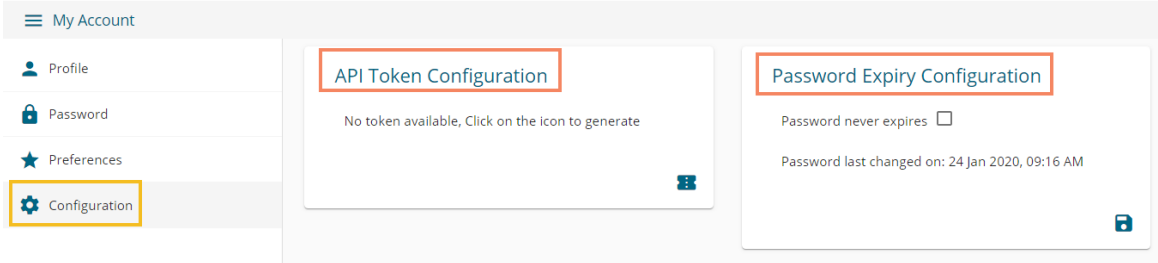 My Account
Profile
Password
Preferences
Configuration
API Token Configuration
No token available, Click on the icon to generate
Password Expiry Configuration
Password never expires
Password last changed on: 24 Jan 2020, 09:16 AM